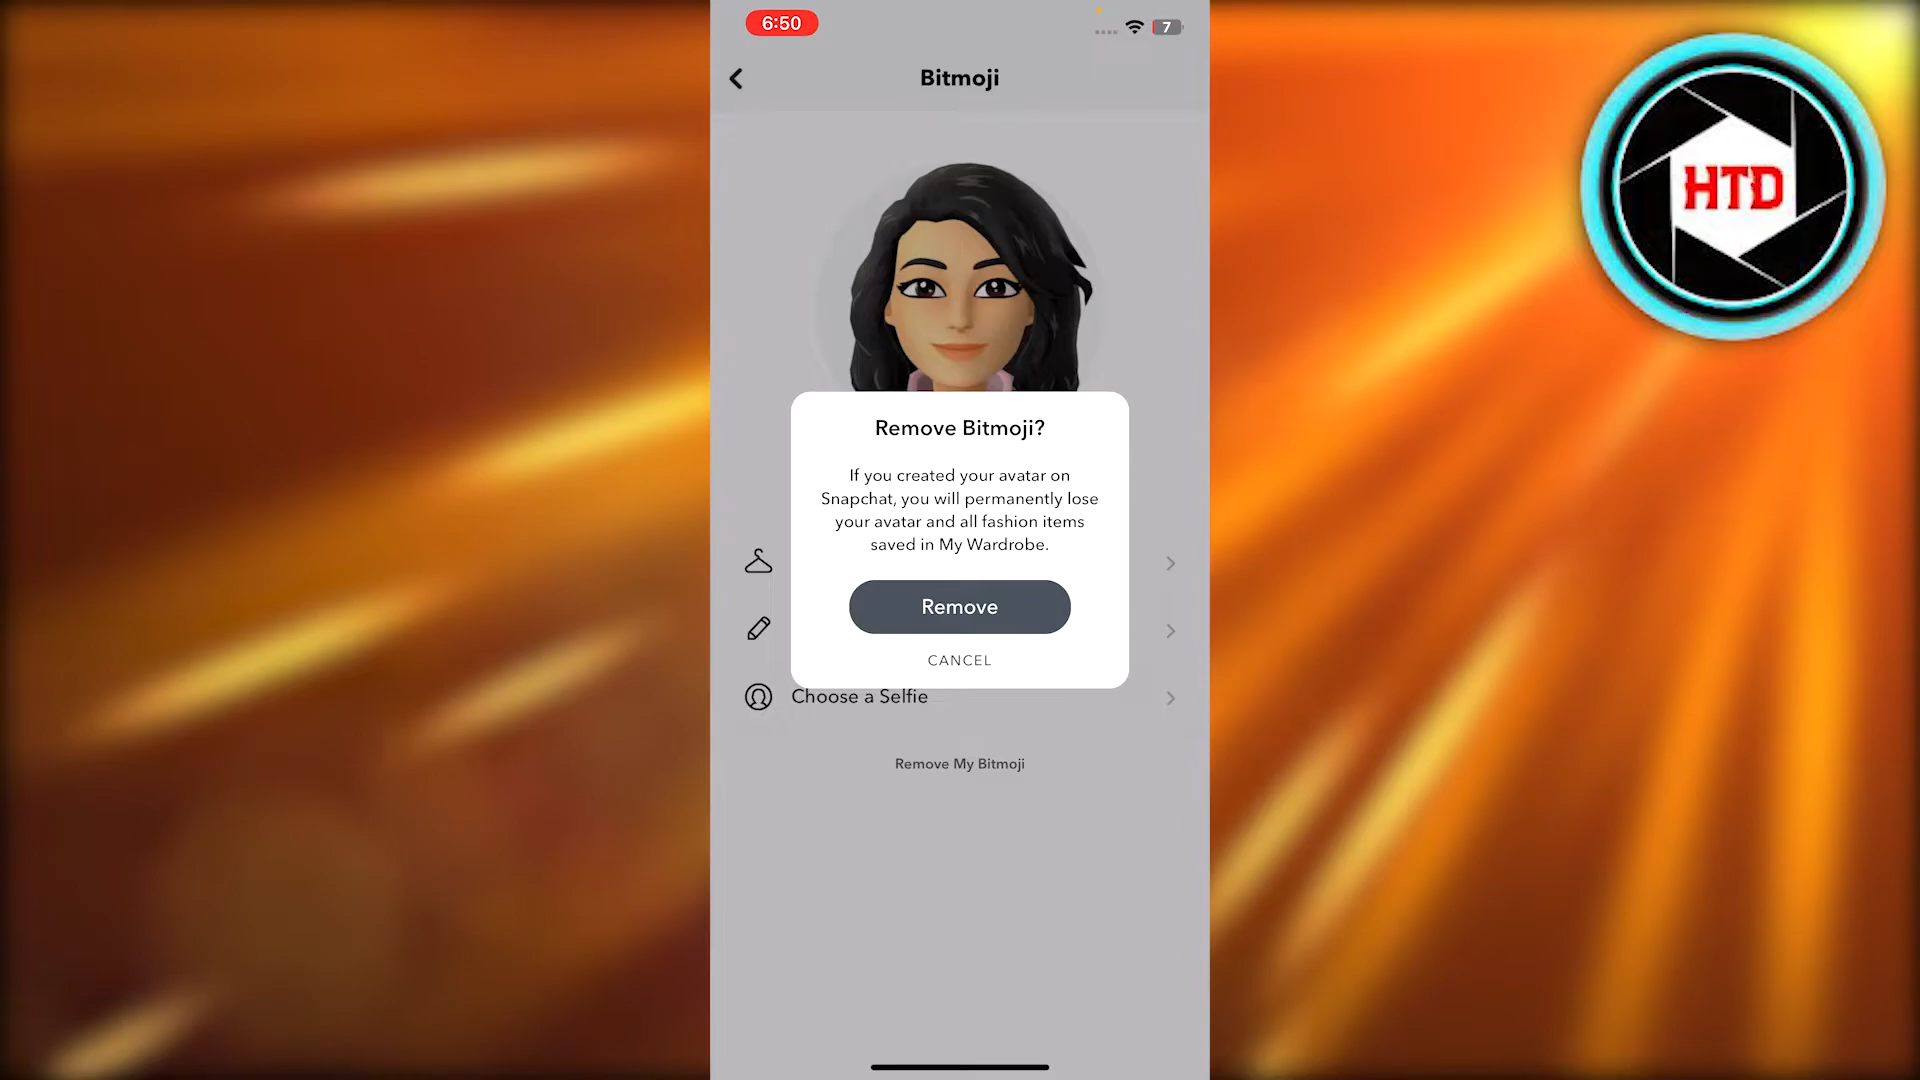 6:50
7
Bitmoji
HTD
Remove Bitmoji?
If you created your avatar on
Snapchat, you will permanently lose
your avatar and all fashion items
saved in My Wardrobe.
Remove
CANCEL
Choose a Selfie
Remove My Bitmoji